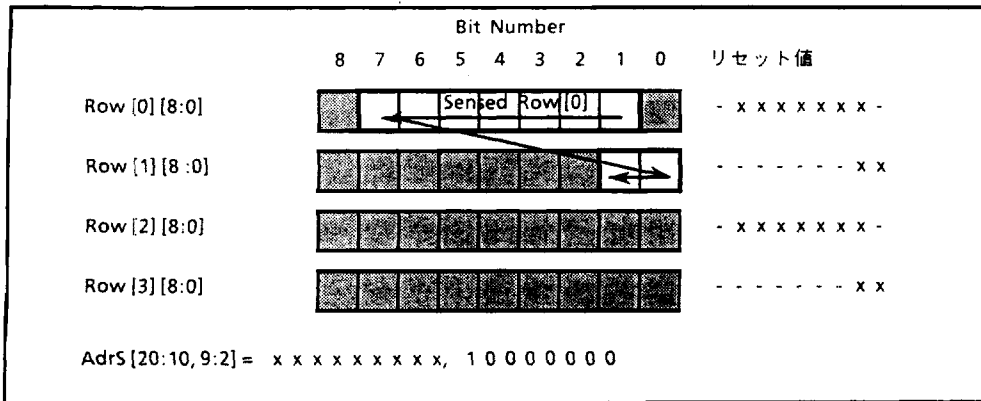 Bit Number
8 7 6 5 4 3 2 1 0 リセット値
Row [0] [8:0] Sensed Row [0] - x x x x x x x -
Row [1] [8:0] - - - - - - - x x
Row [2] [8:0] - x x x x x x x -
Row [3] [8:0] - - - - - - - x x
AdrS [20:10, 9:2] = x x x x x x x x x, 1 0 0 0 0 0 0 0